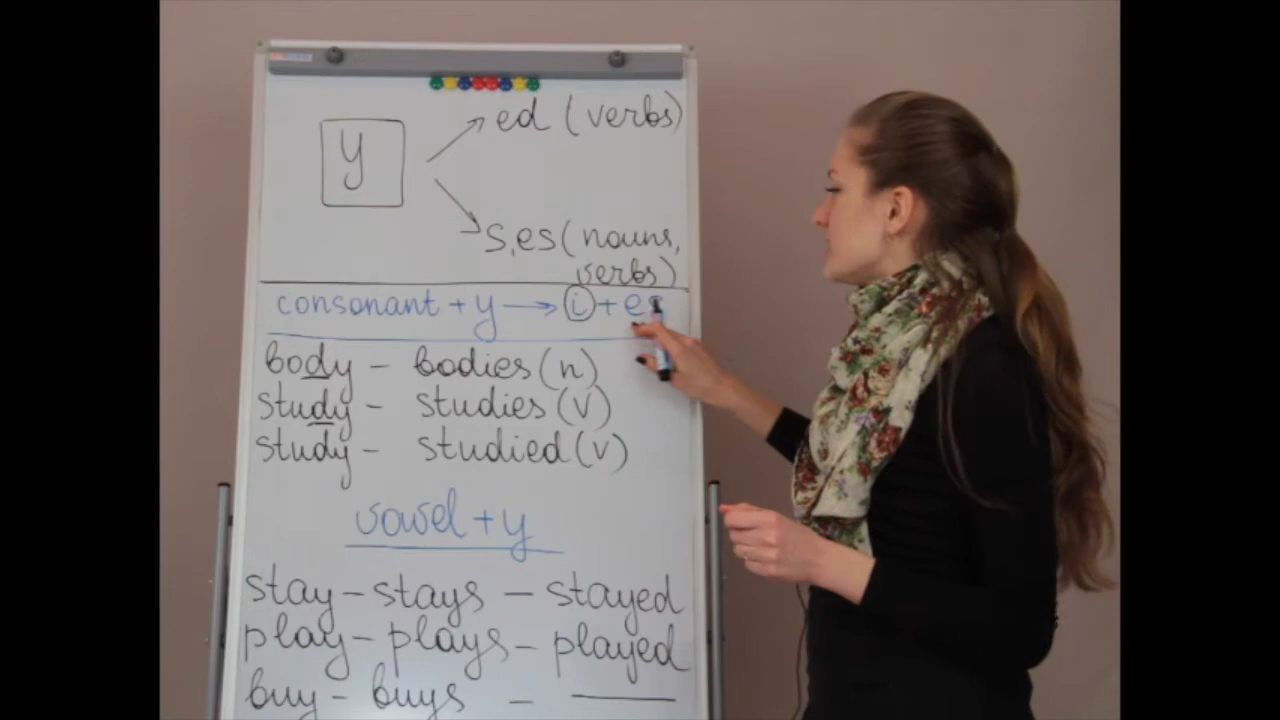 ed (verbs)
y
s, es (nouns,
verbs)
consonant + y → i + es
body - bodies (n)
study - studies (v)
study - studied (v)
vowel + y
stay - stays - stayed
play - plays - played
buy - buys - ___